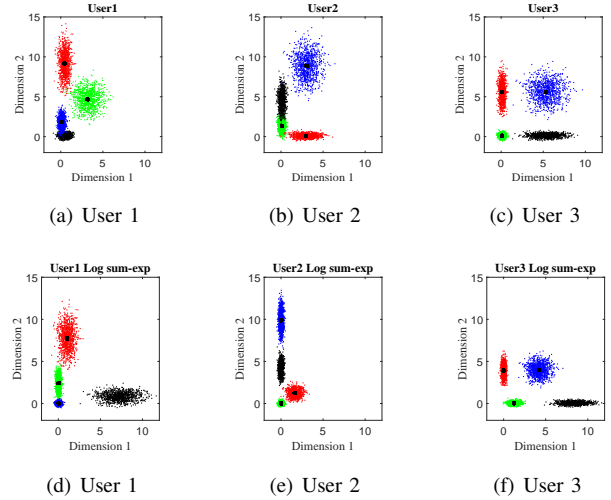 User1
User2
User3
15
10
5
0
Dimension 2
0 5 10
Dimension 1
15
10
5
0
Dimension 2
0 5 10
Dimension 1
15
10
5
0
Dimension 2
0 5 10
Dimension 1
(a) User 1
(b) User 2
(c) User 3
User1 Log sum-exp
User2 Log sum-exp
User3 Log sum-exp
15
10
5
0
Dimension 2
0 5 10
Dimension 1
15
10
5
0
Dimension 2
0 5 10
Dimension 1
15
10
5
0
Dimension 2
0 5 10
Dimension 1
(d) User 1
(e) User 2
(f) User 3